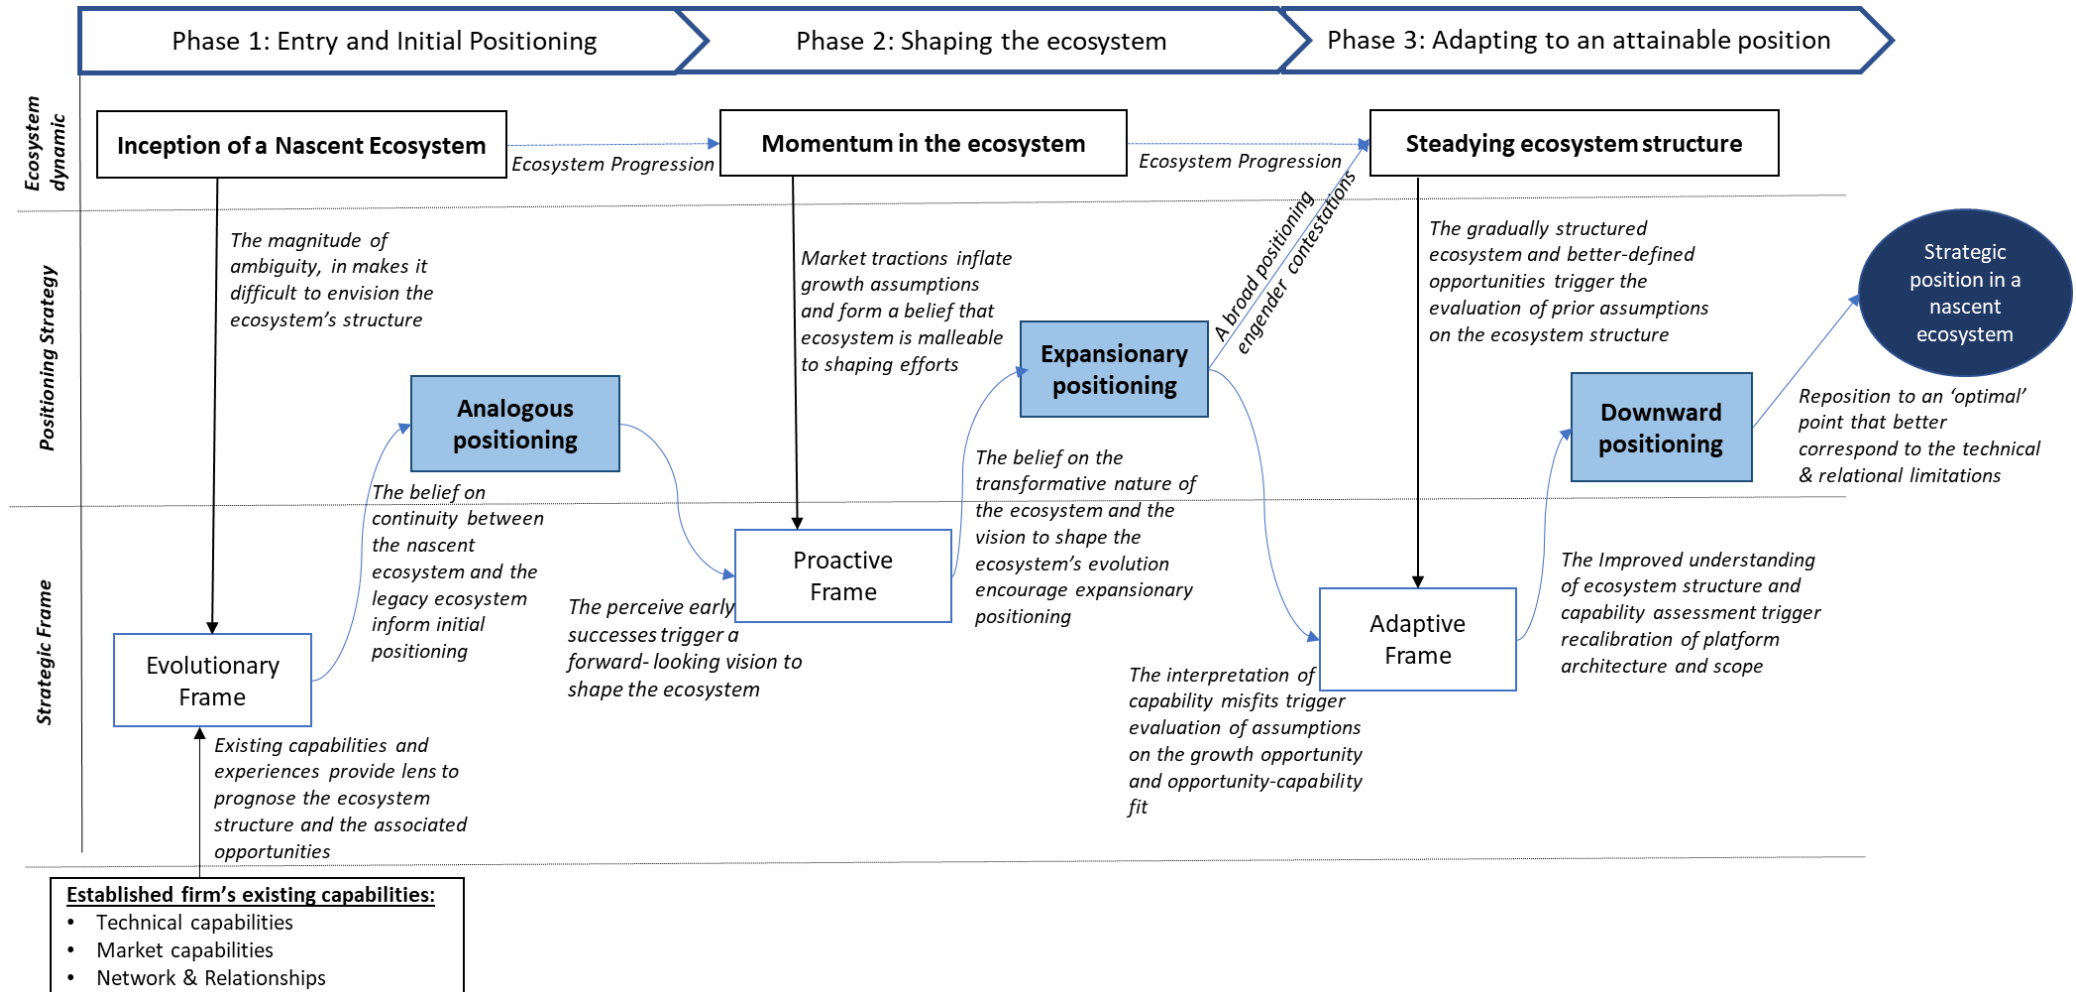 Phase 1: Entry and Initial Positioning
Phase 2: Shaping the ecosystem
Phase 3: Adapting to an attainable position
Ecosystem
dynamic
Inception of a Nascent Ecosystem
Ecosystem Progression
Momentum in the ecosystem
Ecosystem Progression
Steadying ecosystem structure
Positioning Strategy
The magnitude of
ambiguity, in makes it
difficult to envision the
ecosystem's structure
Analogous
positioning
Market tractions inflate
growth assumptions
and form a belief that
ecosystem is malleable
to shaping efforts
Expansionary
positioning
A broad positioning
engender contestations
The gradually structured
ecosystem and better-defined
opportunities trigger the
evaluation of prior assumptions
on the ecosystem structure
Downward
positioning
Strategic
position in a
nascent
ecosystem
Reposition to an ‘optimal’
point that better
correspond to the technical
& relational limitations
Strategic Frame
Evolutionary
Frame
The belief on
continuity between
the nascent
ecosystem and the
legacy ecosystem
inform initial
positioning
The perceive early
successes trigger a
forward- looking vision to
shape the ecosystem
Proactive
Frame
The belief on the
transformative nature of
the ecosystem and the
vision to shape the
ecosystem's evolution
encourage expansionary
positioning
The interpretation of
capability misfits trigger
evaluation of assumptions
on the growth opportunity
and opportunity-capability
fit
Adaptive
Frame
The Improved understanding
of ecosystem structure and
capability assessment trigger
recalibration of platform
architecture and scope
Existing capabilities and
experiences provide lens to
prognose the ecosystem
structure and the associated
opportunities
Established firm's existing capabilities:
• Technical capabilities
• Market capabilities
• Network & Relationships